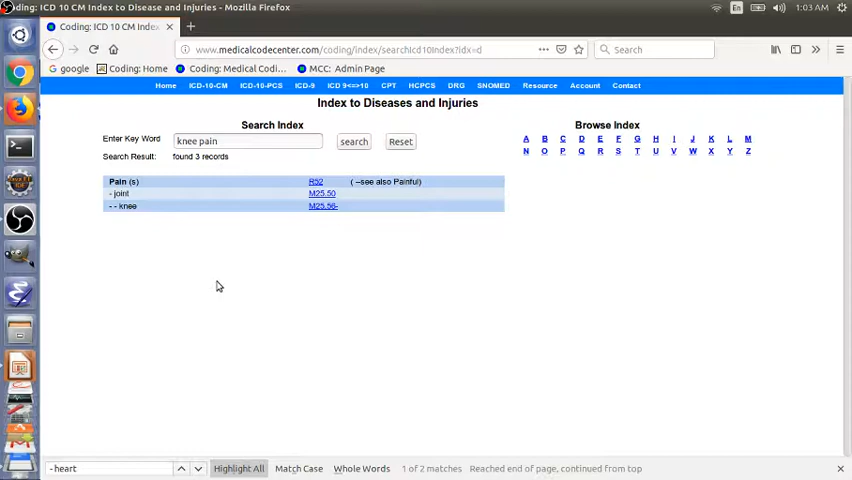 Coding: ICD 10 CM Index to Disease and Injuries - Mozilla Firefox
En
1:03 AM
Coding: ICD 10 CM Index
www.medicalcodecenter.com/coding/index/searchIcd10Index?idx=d
Search
google
Coding: Home
Coding: Medical Codi...
MCC: Admin Page
Home ICD-10-CM ICD-10-PCS ICD-9 ICD 9<=>10 CPT HCPCS DRG SNOMED Resource Account Contact
Index to Diseases and Injuries
Search Index
Browse Index
Enter Key Word
knee pain
search
Reset
A B C D E F G H I J K L M
N O P Q R S T U V W X Y Z
Search Result: found 3 records
Pain (s) R52 ( --see also Painful)
- joint M25.50
- - knee M25.56-
-heart
Highlight All
Match Case
Whole Words
1 of 2 matches
Reached end of page, continued from top